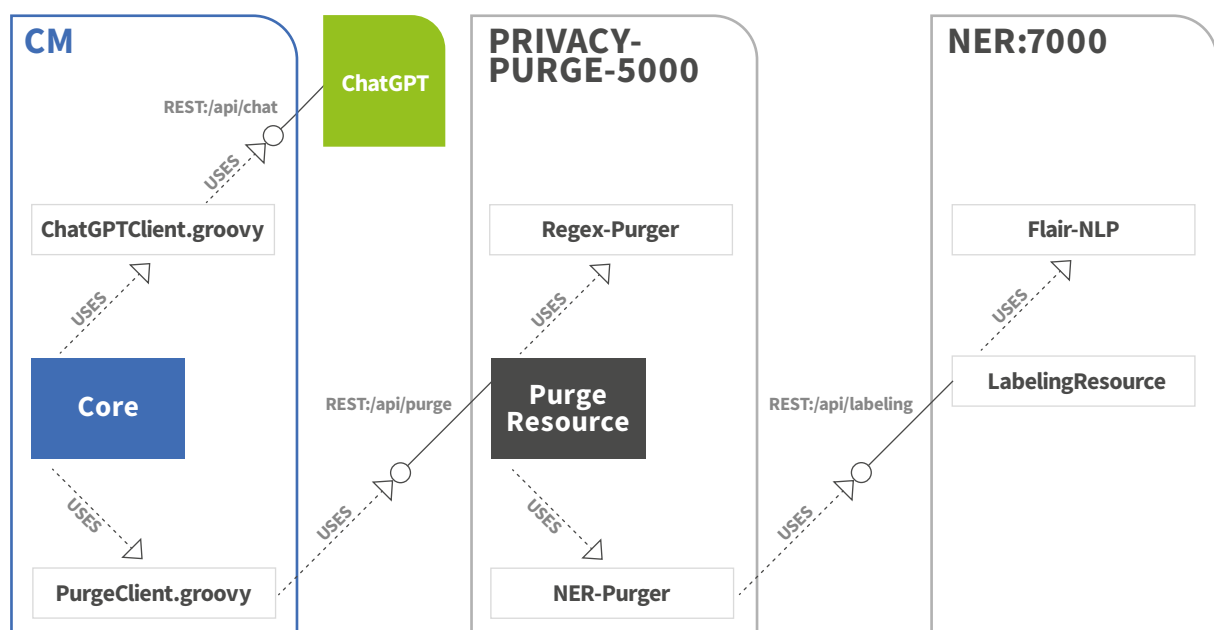 CM
REST:/api/chat
USES
ChatGPTClient.groovy
USES
Core
USES
PurgeClient.groovy
ChatGPT
REST:/api/purge
USES
PRIVACY-
PURGE-5000
Regex-Purger
USES
Purge
Resource
USES
NER-Purger
REST:/api/labeling
USES
NER:7000
Flair-NLP
USES
LabelingResource